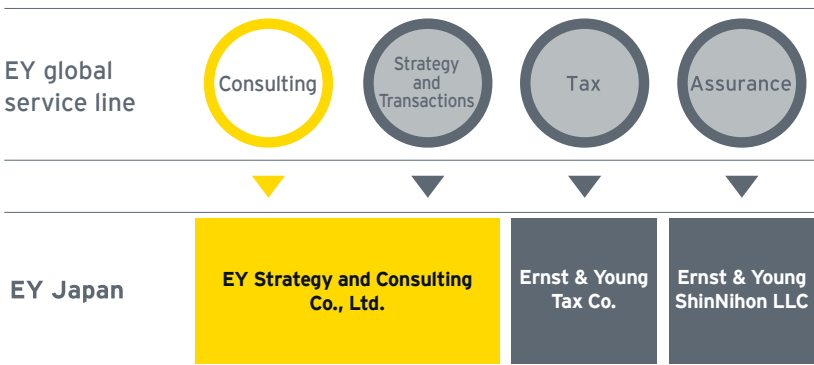 EY global
service line
Consulting
Strategy
and
Transactions
Tax
Assurance
EY Japan
EY Strategy and Consulting
Co., Ltd.
Ernst & Young
Tax Co.
Ernst & Young
ShinNihon LLC